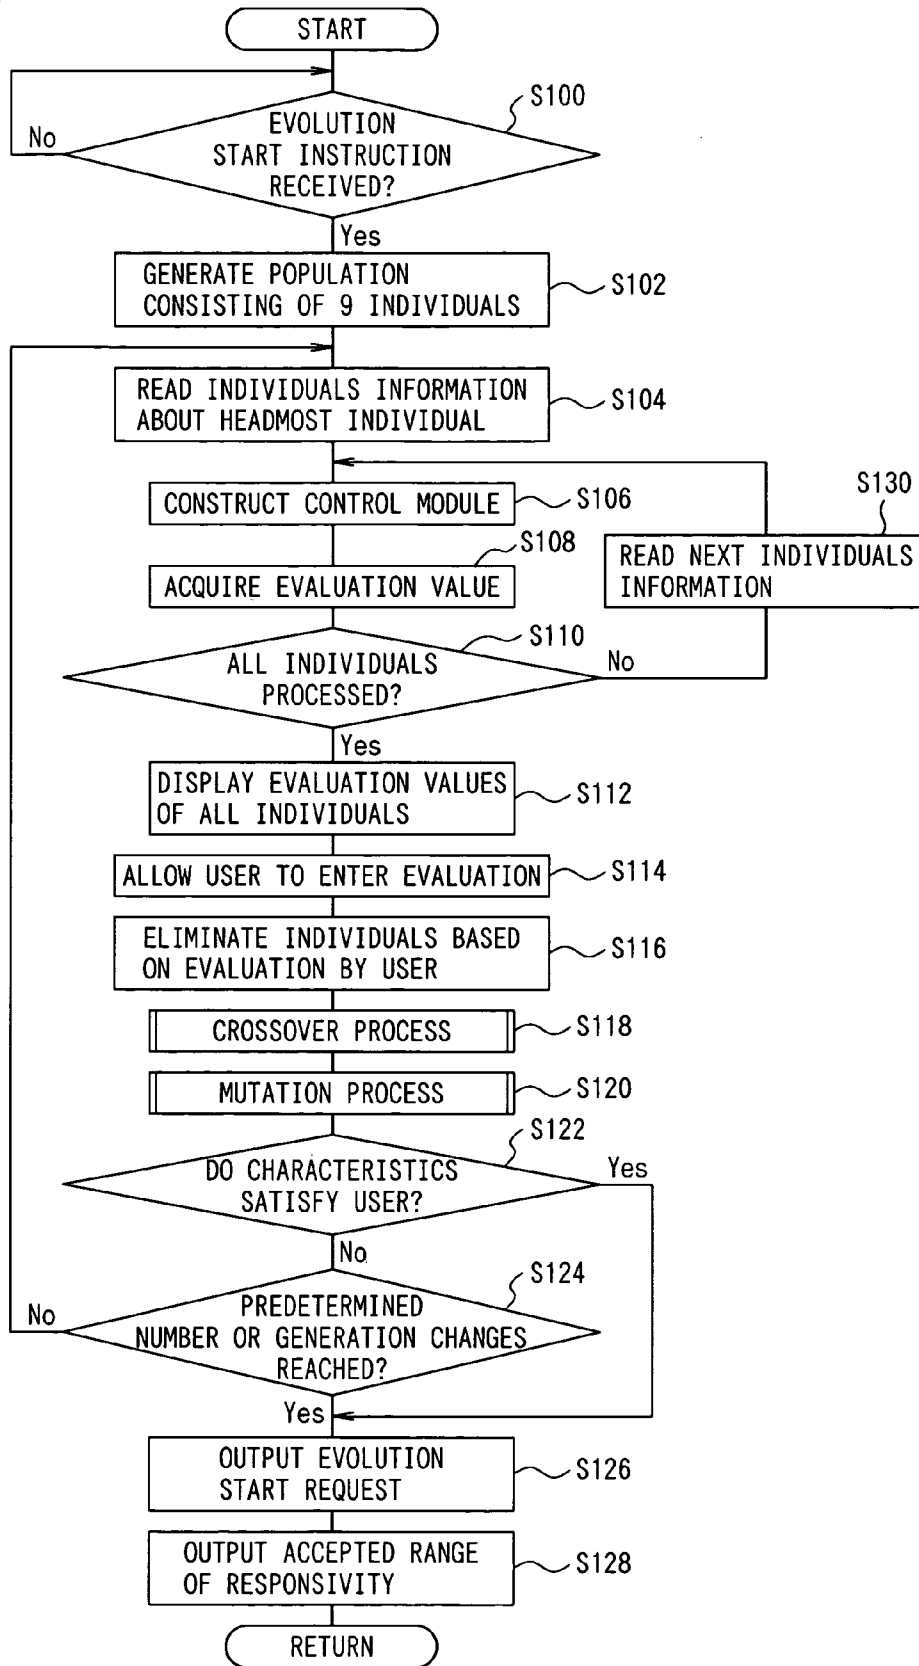 START
S100
EVOLUTION
START INSTRUCTION
RECEIVED?
No
Yes
GENERATE POPULATION
CONSISTING OF 9 INDIVIDUALS
S102
READ INDIVIDUALS INFORMATION
ABOUT HEADMOST INDIVIDUAL
S104
CONSTRUCT CONTROL MODULE
S106
S130
READ NEXT INDIVIDUALS
INFORMATION
S108
ACQUIRE EVALUATION VALUE
S110
ALL INDIVIDUALS
PROCESSED?
No
Yes
DISPLAY EVALUATION VALUES
OF ALL INDIVIDUALS
S112
ALLOW USER TO ENTER EVALUATION
S114
ELIMINATE INDIVIDUALS BASED
ON EVALUATION BY USER
S116
CROSSOVER PROCESS
S118
MUTATION PROCESS
S120
S122
DO CHARACTERISTICS
SATISFY USER?
Yes
No
S124
PREDETERMINED
NUMBER OR GENERATION CHANGES
REACHED?
No
Yes
OUTPUT EVOLUTION
START REQUEST
S126
OUTPUT ACCEPTED RANGE
OF RESPONSIVITY
S128
RETURN